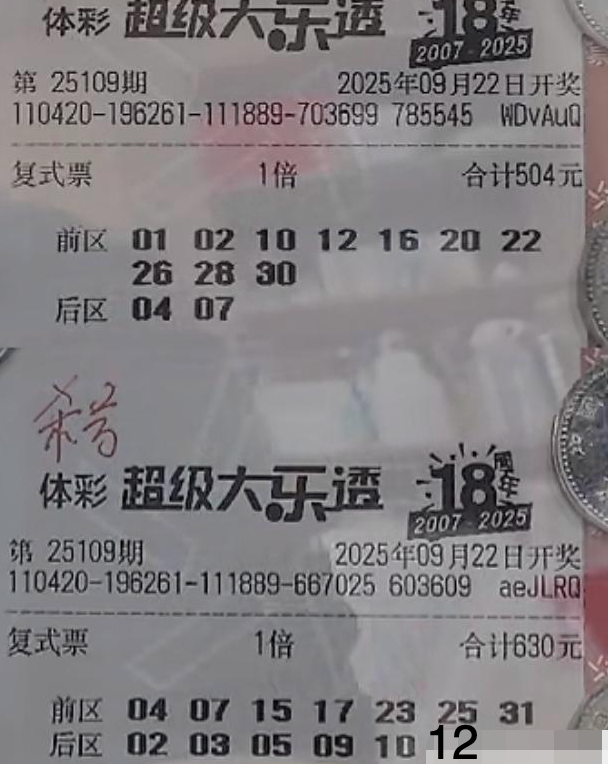 体彩 超级大乐透 18周年
2007-2025
第 25109期 2025年09月22日开奖
110420-196261-111889-703699 785545 WDvAuQ
复式票 1倍 合计504元
前区 01 02 10 12 16 20 22
26 28 30
后区 04 07
杀号
体彩 超级大乐透 18周年
2007-2025
第 25109期 2025年09月22日开奖
110420-196261-111889-667025 603609 aeJLRQ
复式票 1倍 合计630元
前区 04 07 15 17 23 25 31
后区 02 03 05 09 10 12